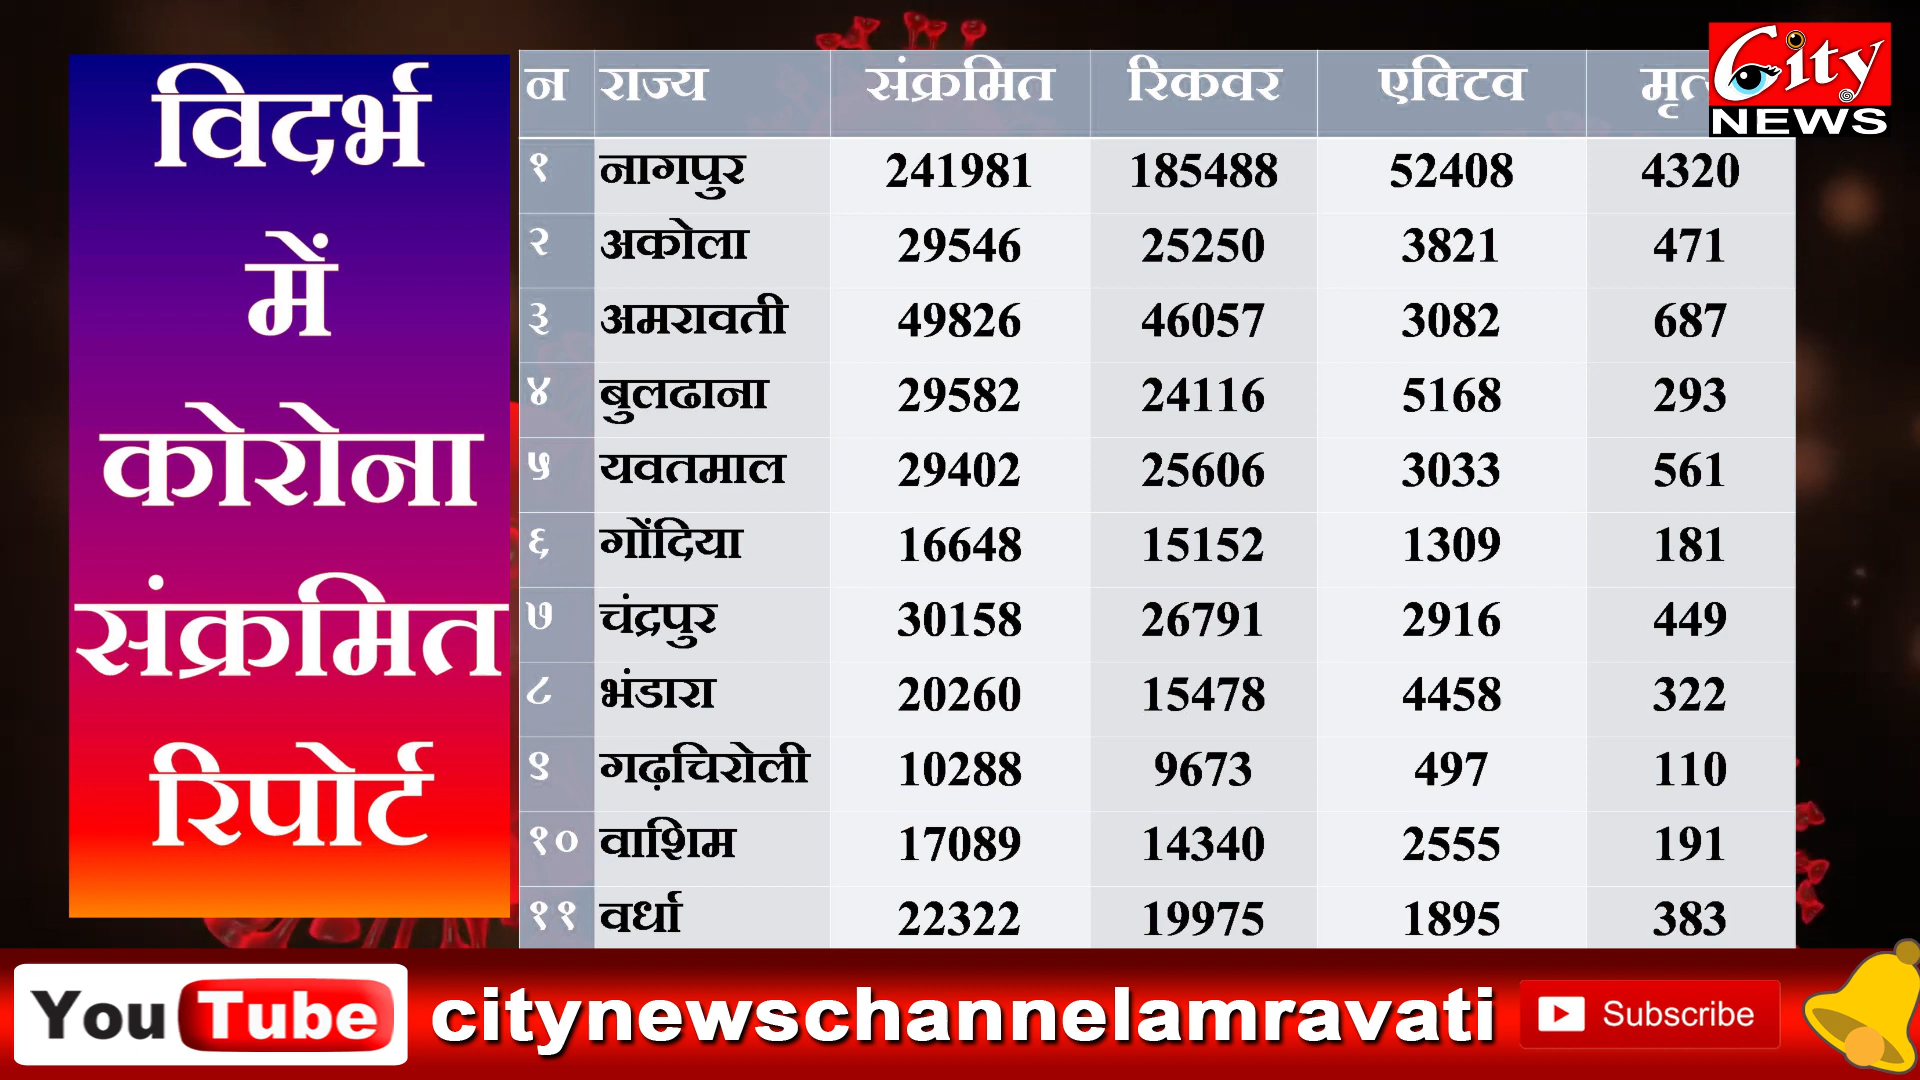 विदर्भ
में
कोरोना
संक्रमित
रिपोर्ट
न राज्य संक्रमित रिकवर एक्टिव
१ नागपुर 241981 185488 52408 4320
२ अकोला 29546 25250 3821 471
३ अमरावती 49826 46057 3082 687
४ बुलढाना 29582 24116 5168 293
५ यवतमाल 29402 25606 3033 561
६ गोंदिया 16648 15152 1309 181
७ चंद्रपुर 30158 26791 2916 449
८ भंडारा 20260 15478 4458 322
९ गढ़चिरोली 10288 9673 497 110
१० वाशिम 17089 14340 2555 191
११ वर्धा 22322 19975 1895 383
City
NEWS
YouTube citynewschannelamravati Subscribe